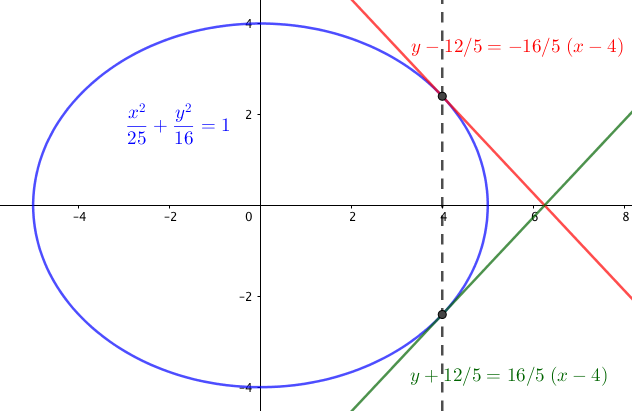 4
y − 12/5 = −16/5 (x − 4)
x²/25 + y²/16 = 1
2
−4 −2 0 2 4 6 8
−2
y + 12/5 = 16/5 (x − 4)
−4